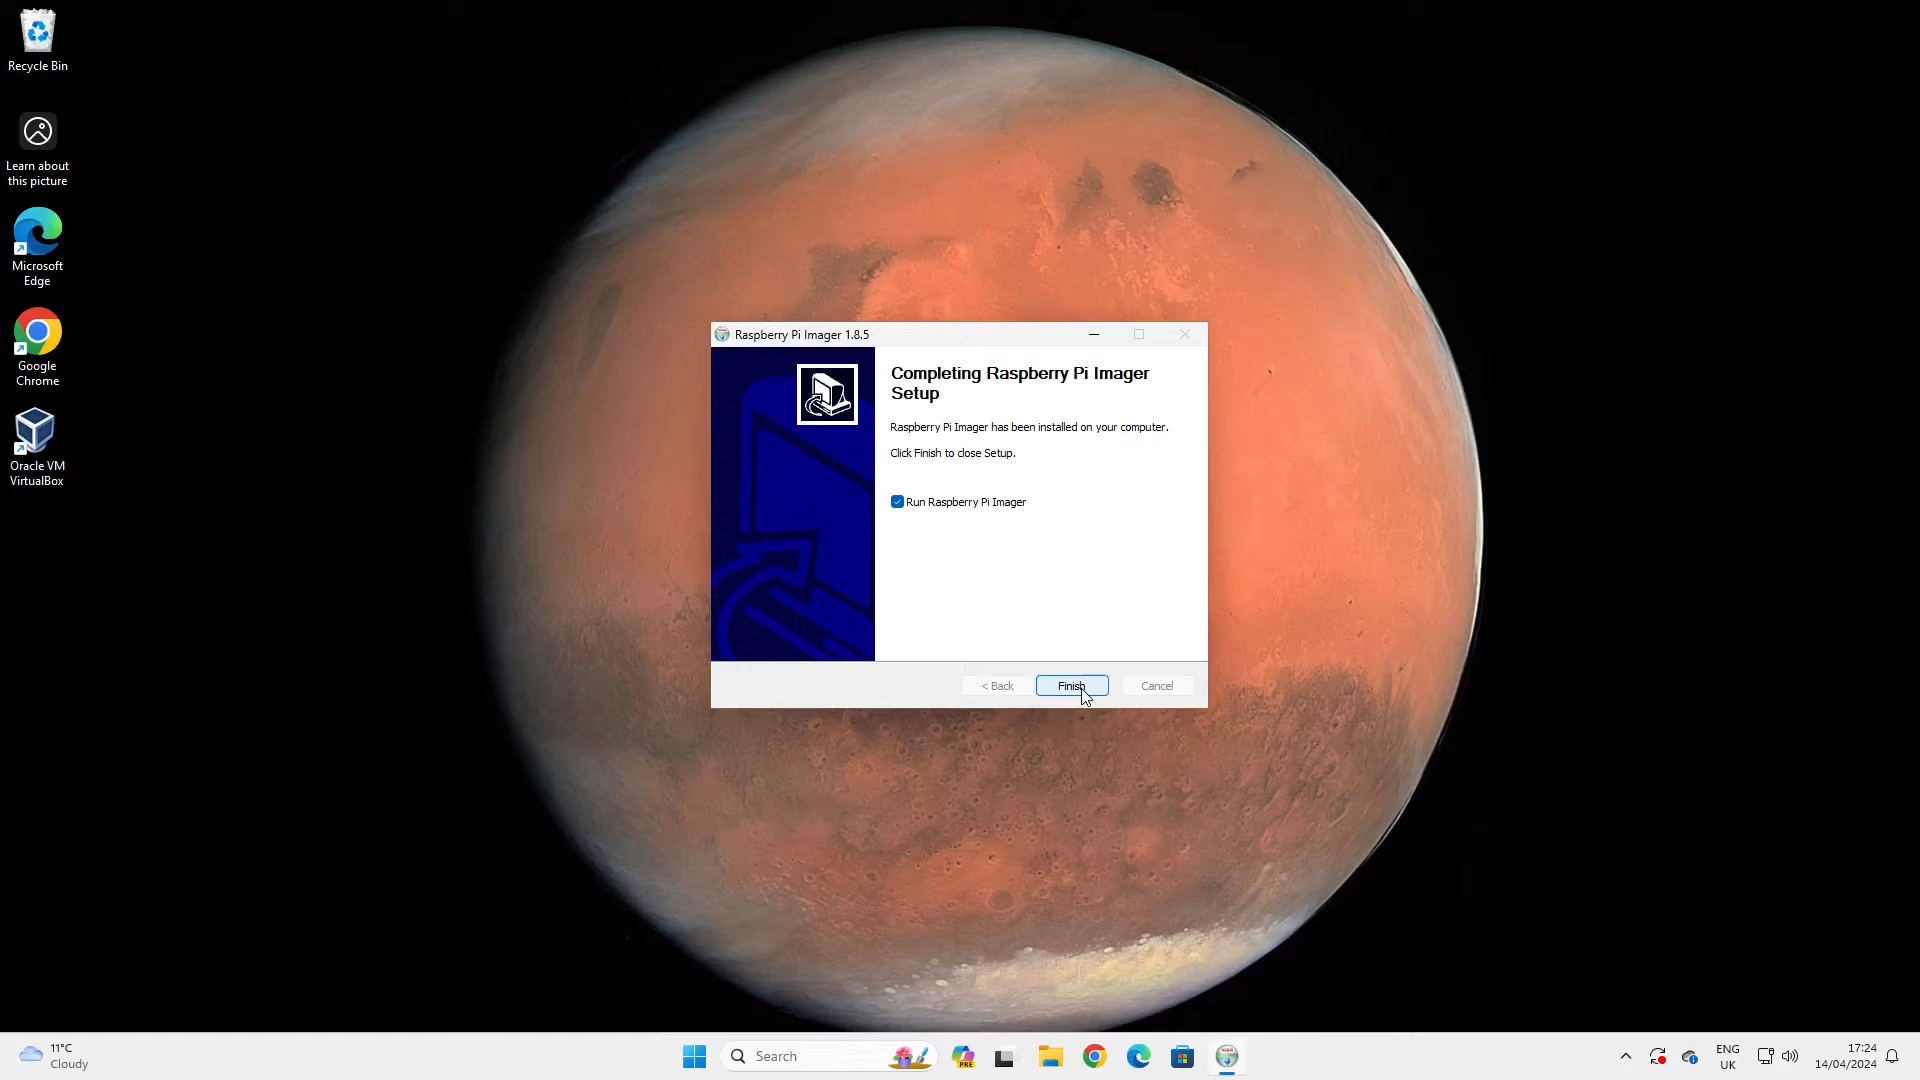 Recycle Bin
Learn about
this picture
Microsoft
Edge
Google
Chrome
Oracle VM
VirtualBox
Raspberry Pi Imager 1.8.5
Completing Raspberry Pi Imager
Setup
Raspberry Pi Imager has been installed on your computer.
Click Finish to close Setup.
Run Raspberry Pi Imager
< Back
Finish
Cancel
11°C
Cloudy
Search
PRE
ENG
UK
17:24
14/04/2024